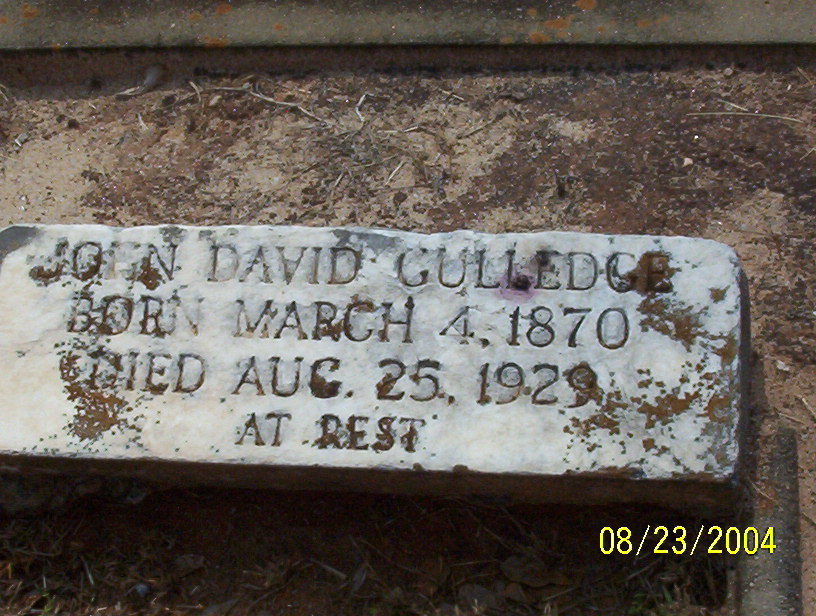 JOHN DAVID GULLEDGE
BORN MARCH 4, 1870
DIED AUG. 25, 1929
AT REST
08/23/2004